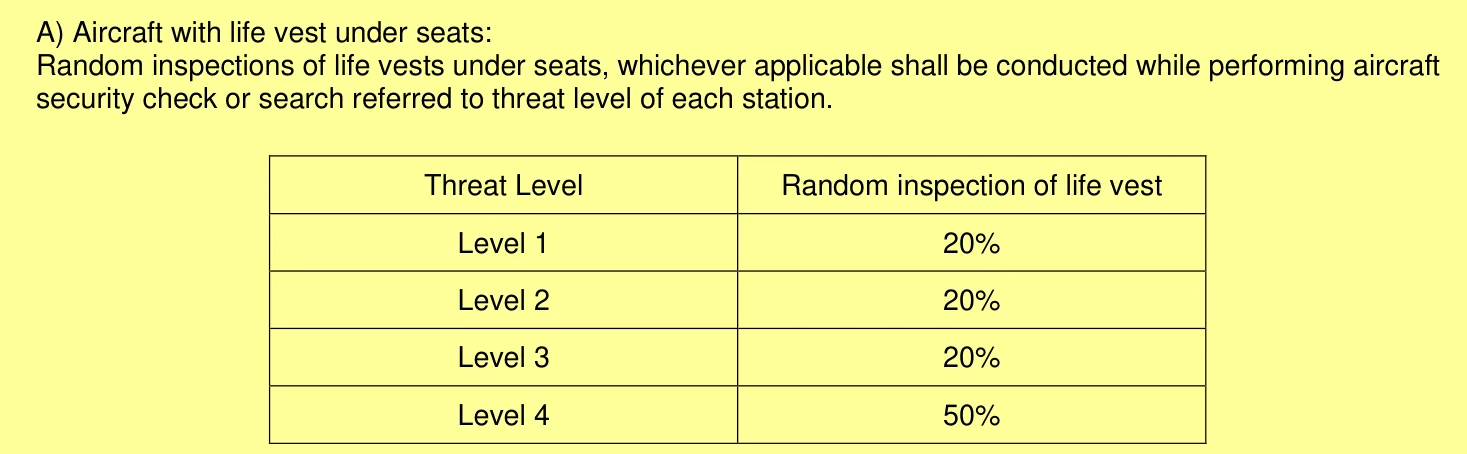 A) Aircraft with life vest under seats:
Random inspections of life vests under seats, whichever applicable shall be conducted while performing aircraft
security check or search referred to threat level of each station.
Threat Level Random inspection of life vest
Level 1 20%
Level 2 20%
Level 3 20%
Level 4 50%